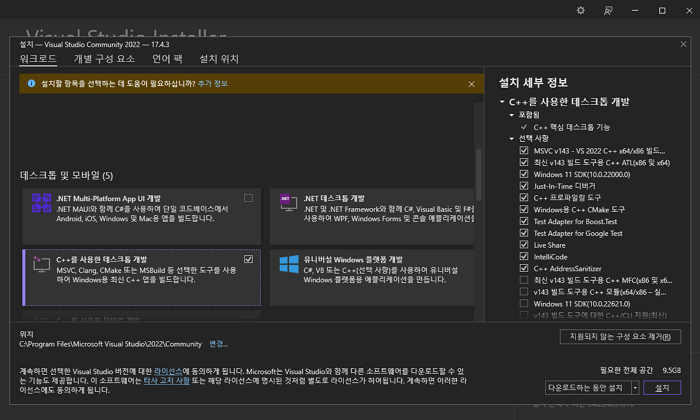 Visual Studio Installer
설치 — Visual Studio Community 2022 — 17.4.3
워크로드 개별 구성 요소 언어 팩 설치 위치
설치할 항목을 선택하는 데 도움이 필요하십니까? 추가 정보
데스크톱 및 모바일 (5)
.NET Multi-Platform App UI 개발
.NET MAUI와 함께 C#을 사용하여 단일 코드베이스에서
Android, iOS, Windows 및 Mac용 앱을 빌드합니다.
.NET
.NET 데스크톱 개발
.NET 및 .NET Framework와 함께 C#, Visual Basic 및 F#을
사용하여 WPF, Windows Forms 및 콘솔 애플리케이션을
C++를 사용한 데스크톱 개발
MSVC, Clang, CMake 또는 MSBuild 등 선택한 도구를 사용
하여 Windows용 최신 C++ 앱을 빌드합니다.
유니버설 Windows 플랫폼 개발
C#, VB 또는 C++(선택 사항)를 사용하여 유니버설
Windows 플랫폼용 애플리케이션을 만듭니다.
C++를 사용한 모바일 개발
설치 세부 정보
C++를 사용한 데스크톱 개발
포함됨
C++ 핵심 데스크톱 기능
선택 사항
MSVC v143 - VS 2022 C++ x64/x86 빌드...
최신 v143 빌드 도구용 C++ ATL(x86 및 x64)
Windows 11 SDK(10.0.22000.0)
Just-In-Time 디버거
C++ 프로파일링 도구
Windows용 C++ CMake 도구
Test Adapter for Boost.Test
Test Adapter for Google Test
Live Share
IntelliCode
C++ AddressSanitizer
최신 v143 빌드 도구용 C++ MFC(x86 및 x6...
v143 빌드 도구용 C++ 모듈(x64/x86 – 실...
Windows 11 SDK(10.0.22621.0)
v143 빌드 도구에 대한 C++/CLI 지원(최신)
위치
C:\Program Files\Microsoft Visual Studio\2022\Community 변경...
지원되지 않는 구성 요소 제거(R)
계속하면 선택한 Visual Studio 버전에 대한 라이선스에 동의하게 됩니다. Microsoft는 Visual Studio와 함께 다른 소프트웨어를 다운로드할 수 있
는 기능도 제공합니다. 이 소프트웨어는 타사 고지 사항 또는 해당 라이선스에 명시된 것처럼 별도로 라이선스가 허여됩니다. 계속하면 이러한 라
이선스에도 동의하게 됩니다.
필요한 전체 공간 9.5GB
다운로드하는 동안 설치 설치